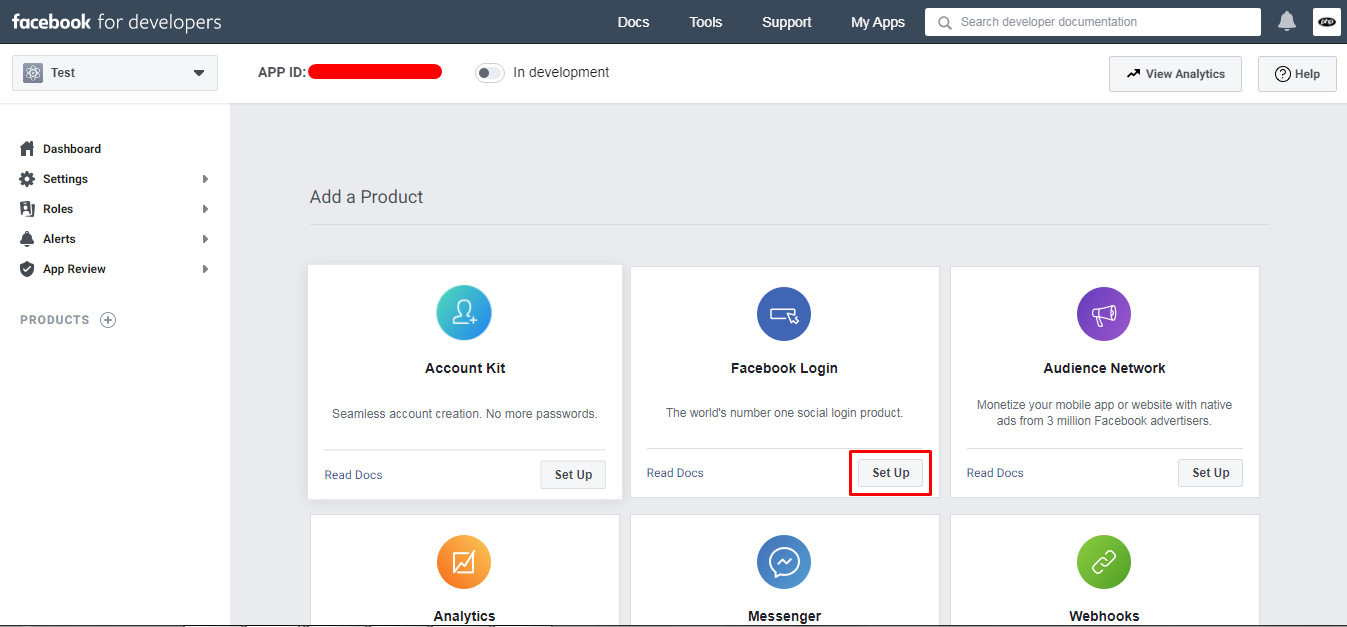 facebook for developers Docs Tools Support My Apps Search developer documentation php
Test APP ID: In development View Analytics Help
Dashboard
Settings
Roles
Alerts
App Review
PRODUCTS
Add a Product
Account Kit
Seamless account creation. No more passwords.
Read Docs Set Up
Facebook Login
The world's number one social login product.
Read Docs Set Up
Audience Network
Monetize your mobile app or website with native
ads from 3 million Facebook advertisers.
Read Docs Set Up
Analytics
Messenger
Webhooks